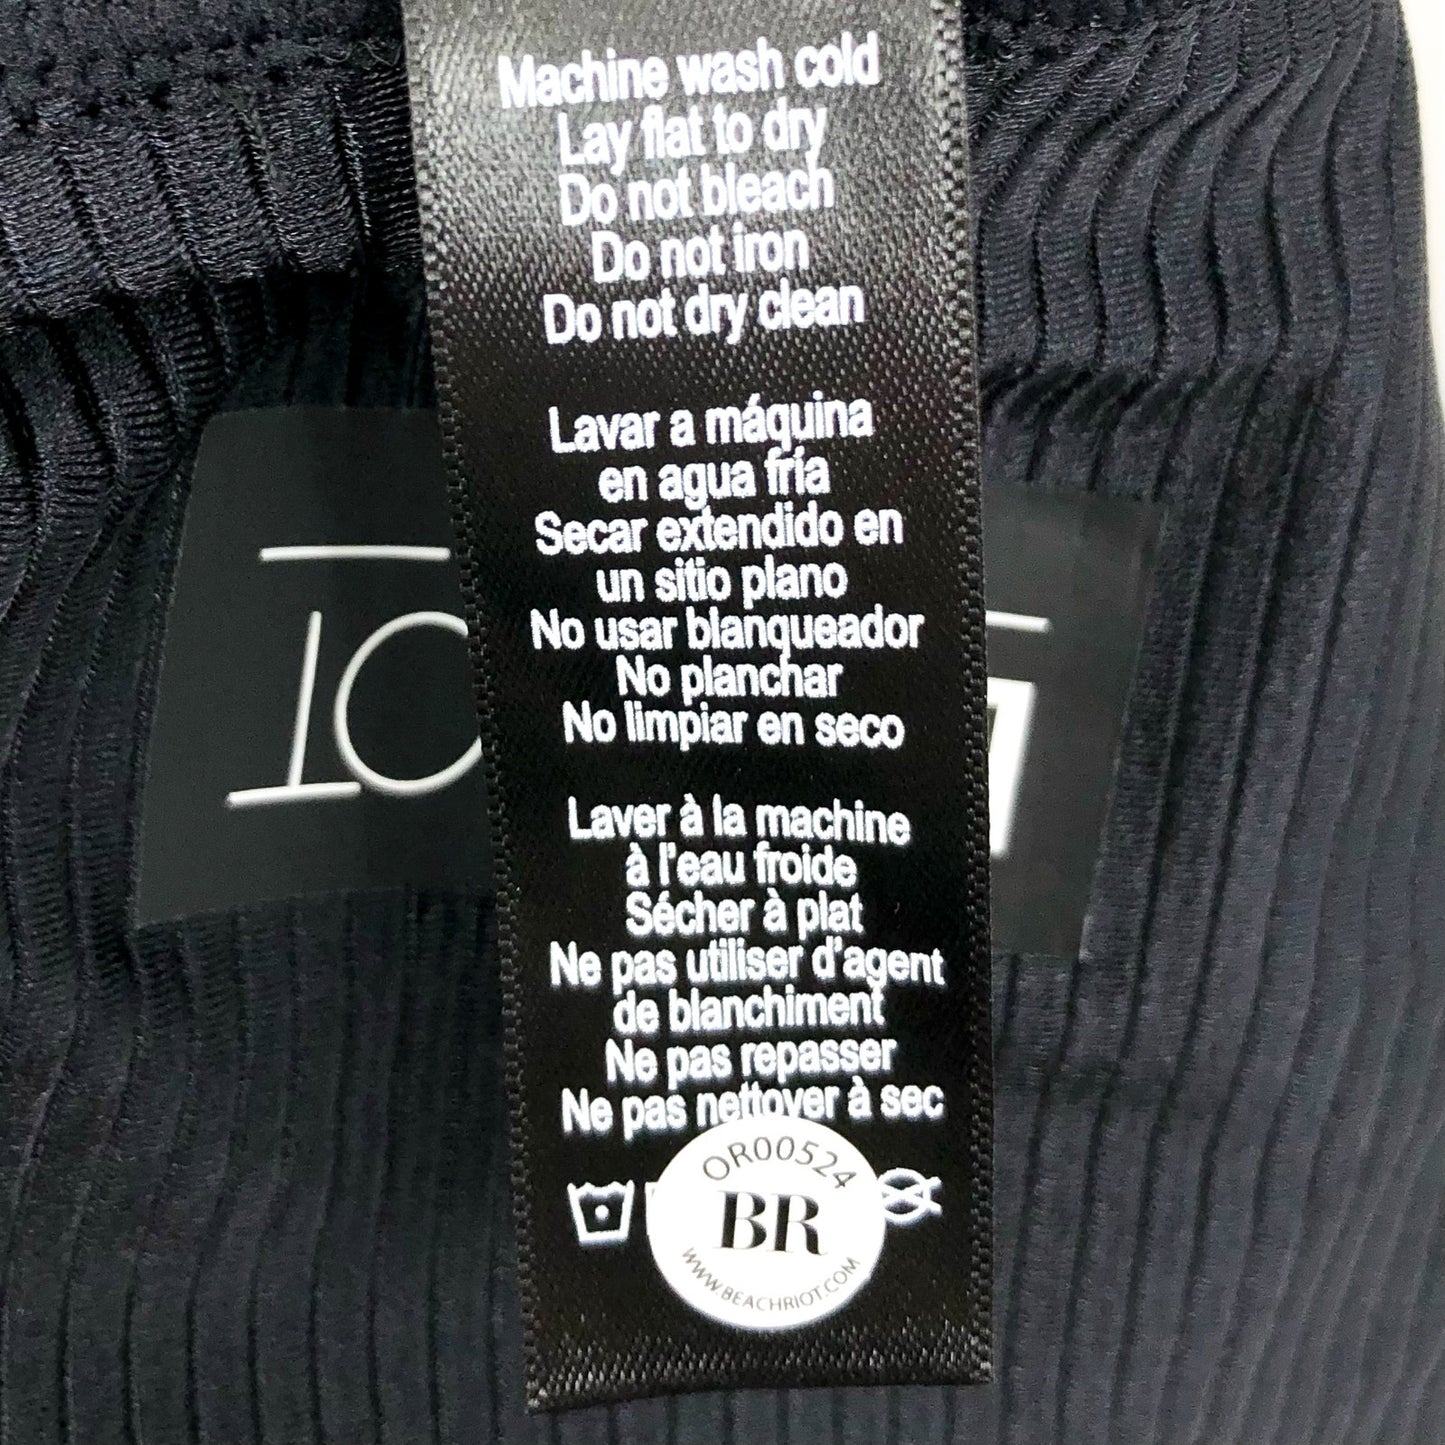 Machine wash cold
Lay flat to dry
Do not bleach
Do not iron
Do not dry clean
Lavar a máquina
en agua fría
Secar extendido en
un sitio plano
No usar blanqueador
No planchar
No limpiar en seco
Laver à la machine
à l'eau froide
Sécher à plat
Ne pas utiliser d'agent
de blanchiment
Ne pas repasser
Ne pas nettoyer à sec
OR00524
BR
WWW.BEACHRIOT.COM